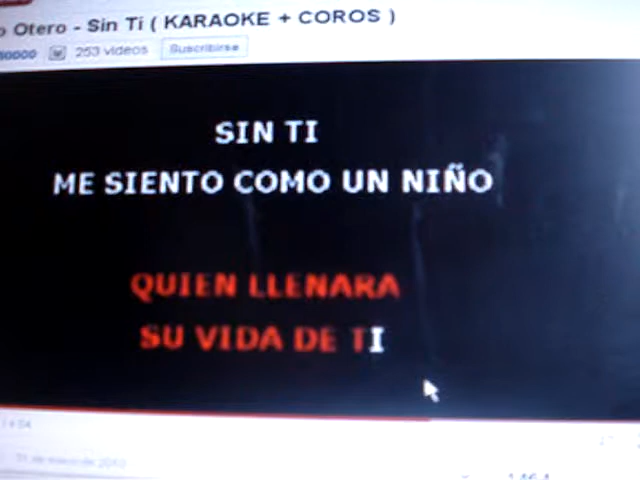 Otero - Sin Ti ( KARAOKE + COROS )
253 videos Suscribirse
SIN TI
ME SIENTO COMO UN NIÑO
QUIEN LLENARA
SU VIDA DE TI